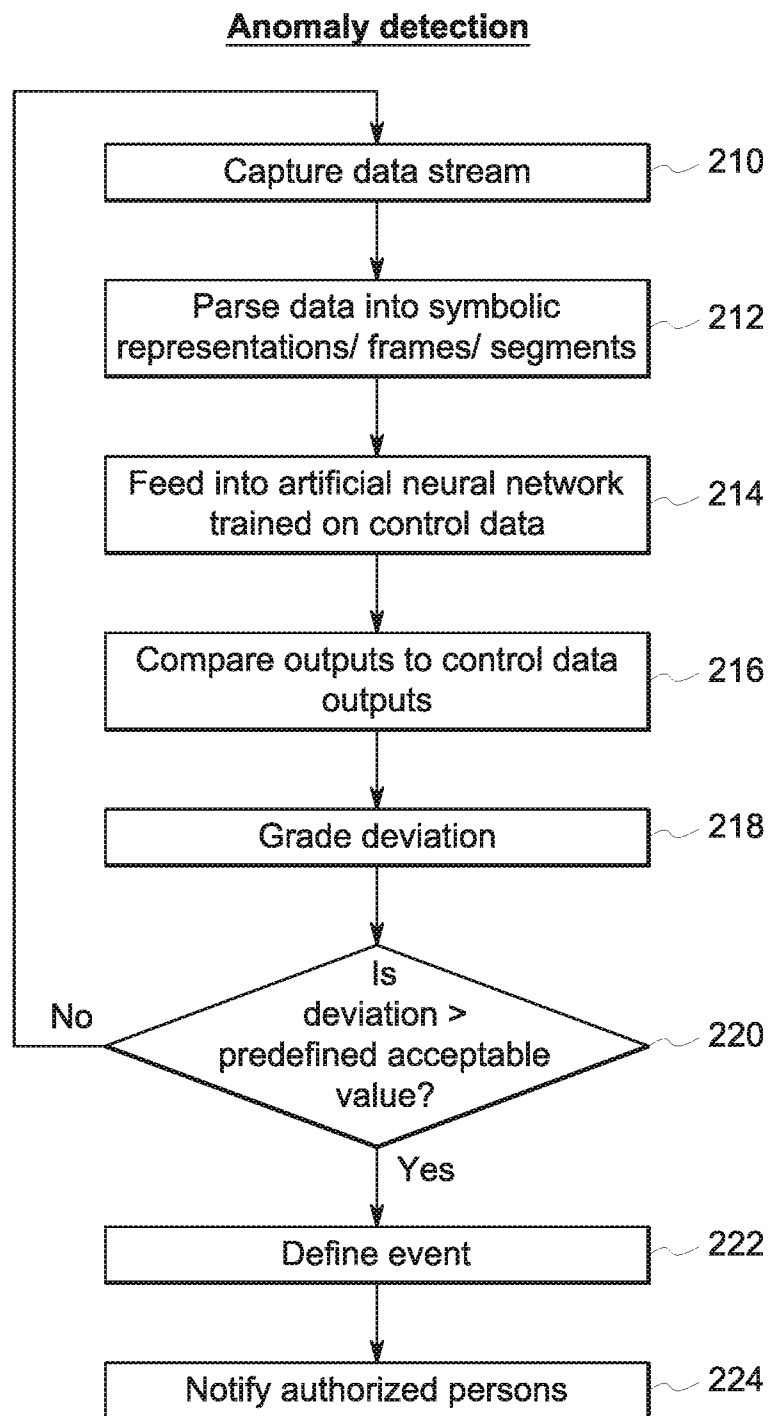 Anomaly detection
Capture data stream
210
Parse data into symbolic
representations/ frames/ segments
212
Feed into artificial neural network
trained on control data
214
Compare outputs to control data
outputs
216
Grade deviation
218
Is
deviation >
predefined acceptable
value?
220
No
Yes
Define event
222
Notify authorized persons
224